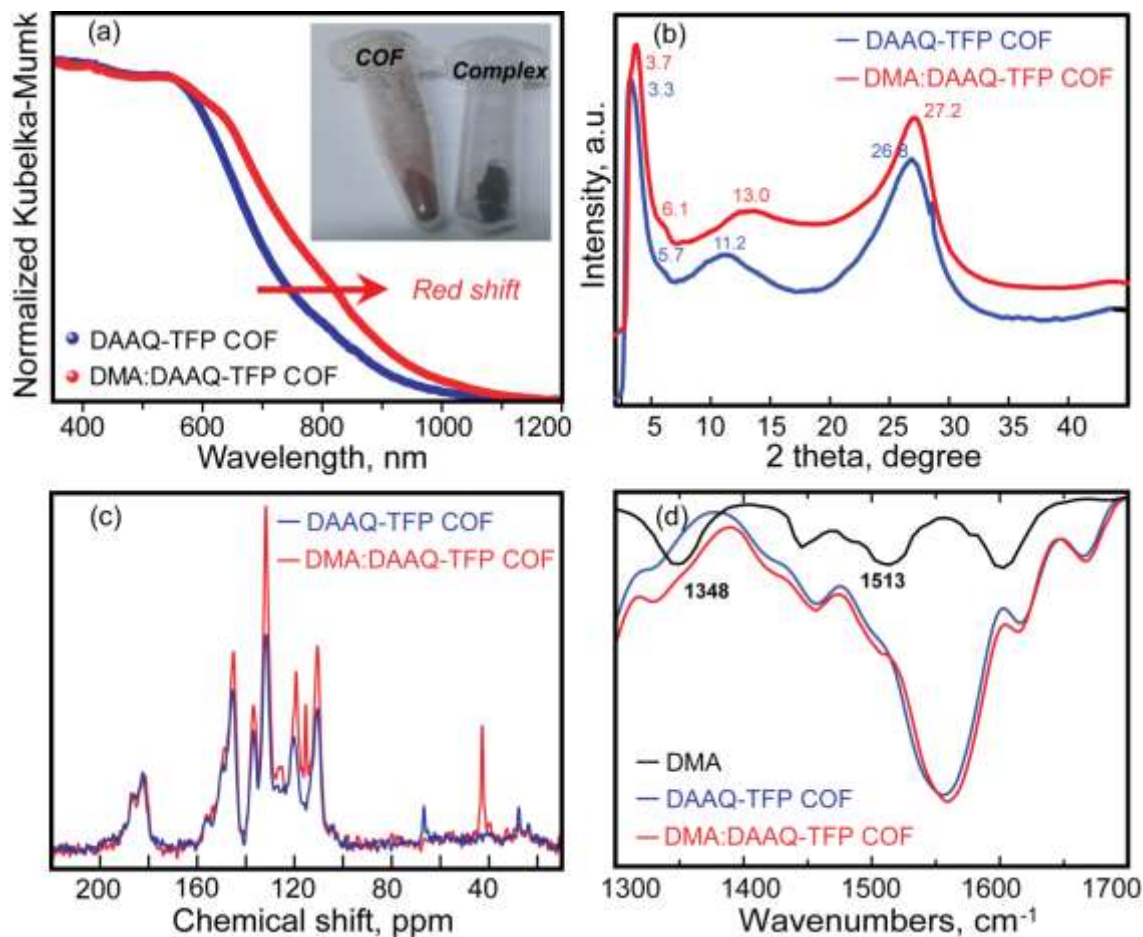 (a)
COF
Complex
Red shift
DAAQ-TFP COF
DMA:DAAQ-TFP COF
Normalized Kubelka-Mumk
400 600 800 1000 1200
Wavelength, nm
(b)
DAAQ-TFP COF
DMA:DAAQ-TFP COF
3.7
3.3
27.2
26.8
6.1
13.0
5.7
11.2
Intensity, a.u.
5 10 15 20 25 30 35 40
2 theta, degree
(c)
DAAQ-TFP COF
DMA:DAAQ-TFP COF
200 160 120 80 40
Chemical shift, ppm
(d)
1348
1513
DMA
DAAQ-TFP COF
DMA:DAAQ-TFP COF
1300 1400 1500 1600 1700
Wavenumbers, cm⁻¹